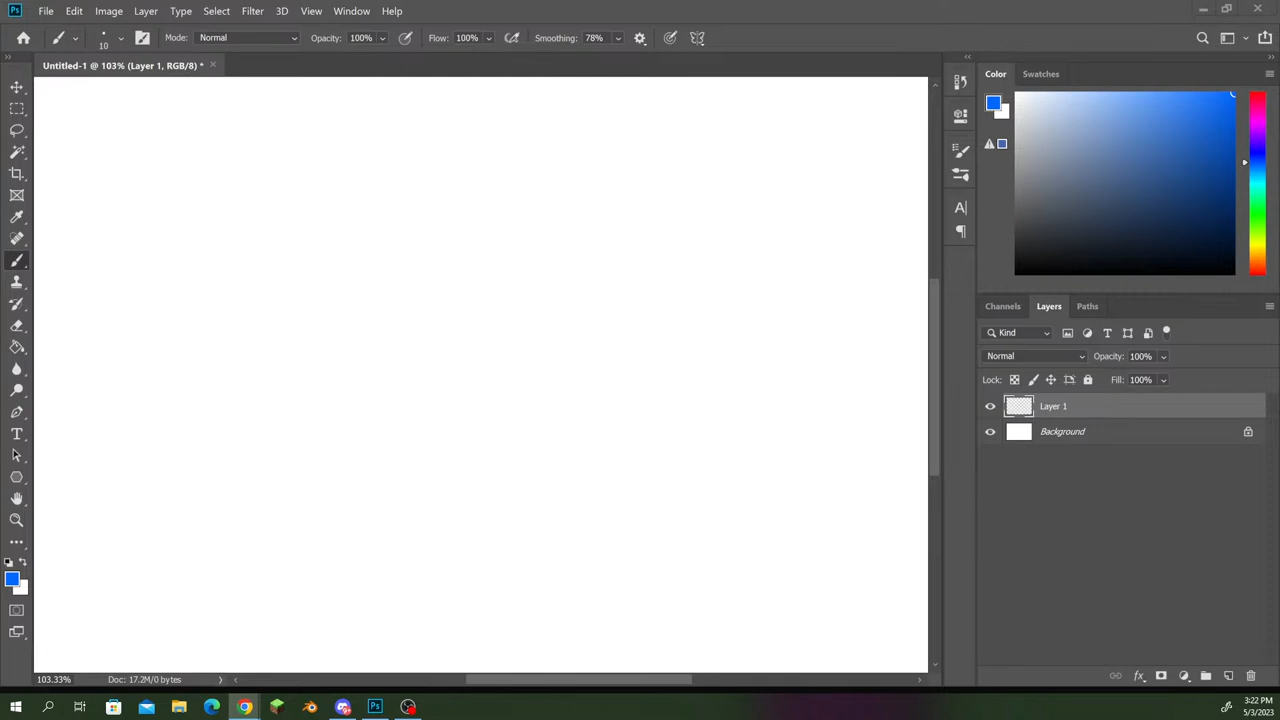 Ps File Edit Image Layer Type Select Filter 3D View Window Help
10 Mode: Normal Opacity: 100% Flow: 100% Smoothing: 78%
Untitled-1 @ 103% (Layer 1, RGB/8) *
Color Swatches
A
Channels Layers Paths
Kind T
Normal Opacity: 100%
Lock: Fill: 100%
Layer 1
Background
T
103.33% Doc: 17.2M/0 bytes
Ps 3:22 PM
5/3/2023